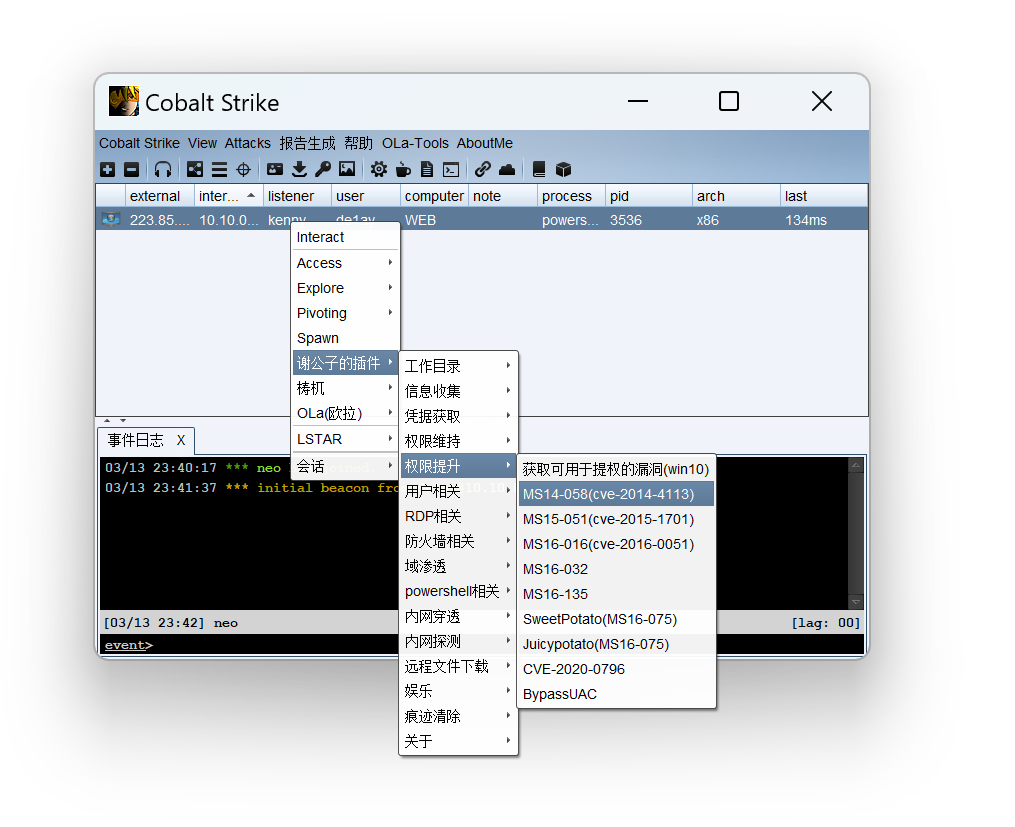 Cobalt Strike
Cobalt Strike View Attacks 报告生成 帮助 OLa-Tools AboutMe
external inter... listener user computer note process pid arch last
223.85.... 10.10.0... kenny de1ay WEB powers... 3536 x86 134ms
Interact
Access
Explore
Pivoting
Spawn
谢公子的插件
梼杌
OLa(欧拉)
LSTAR
会话
工作目录
信息收集
凭据获取
权限维持
权限提升
用户相关
RDP相关
防火墙相关
域渗透
powershell相关
内网穿透
内网探测
远程文件下载
娱乐
痕迹清除
关于
获取可用于提权的漏洞(win10)
MS14-058(cve-2014-4113)
MS15-051(cve-2015-1701)
MS16-016(cve-2016-0051)
MS16-032
MS16-135
SweetPotato(MS16-075)
Juicypotato(MS16-075)
CVE-2020-0796
BypassUAC
事件日志 X
03/13 23:40:17 *** neo
03/13 23:41:37 *** initial beacon fro
[03/13 23:42] neo [lag: 00]
event>